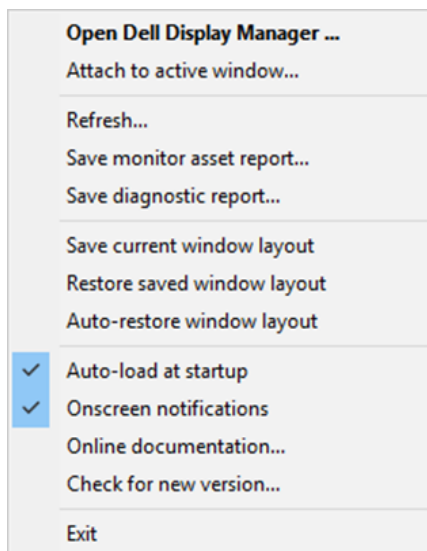 Open Dell Display Manager ...
Attach to active window...
Refresh...
Save monitor asset report...
Save diagnostic report...
Save current window layout
Restore saved window layout
Auto-restore window layout
Auto-load at startup
Onscreen notifications
Online documentation...
Check for new version...
Exit